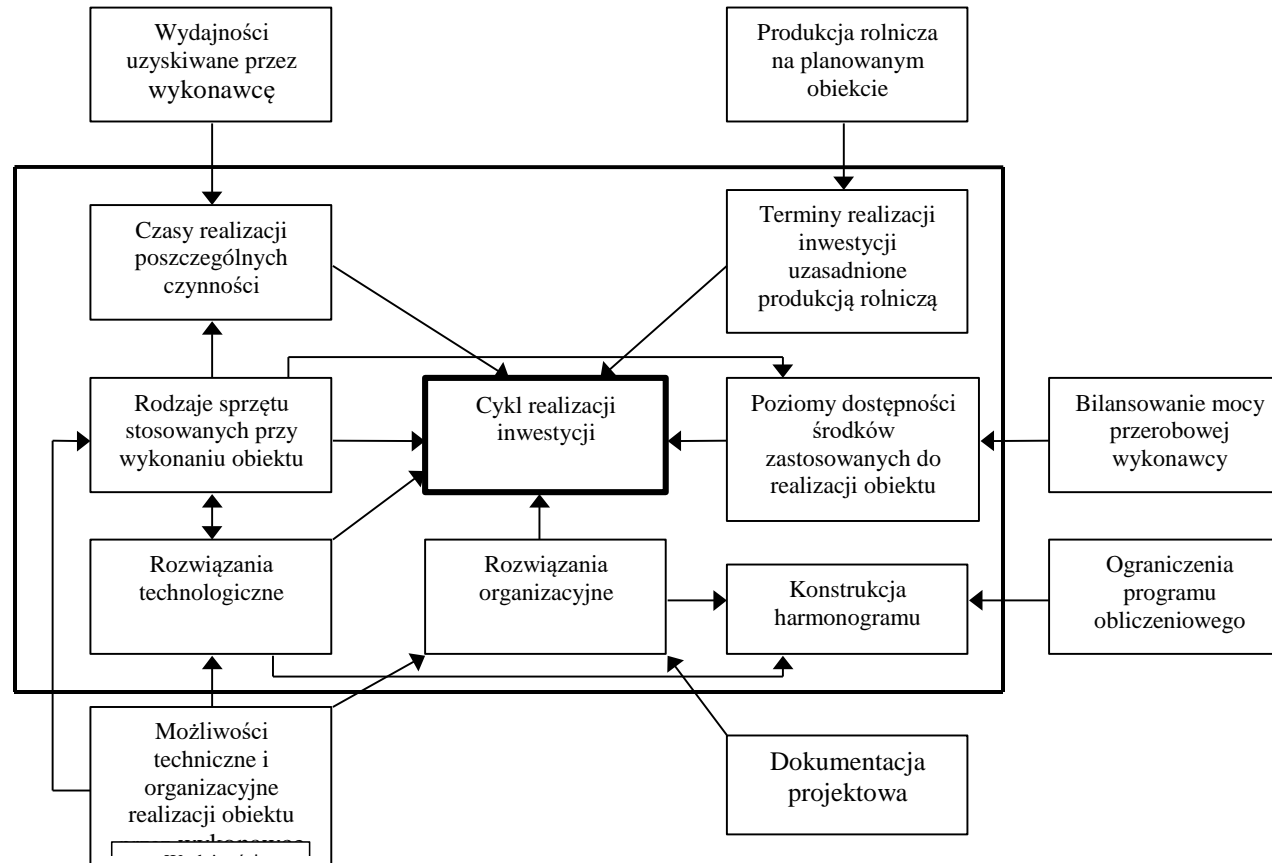 Wydajności
uzyskiwane przez
wykonawcę
Produkcja rolnicza
na planowanym
obiekcie
Czasy realizacji
poszczególnych
czynności
Terminy realizacji
inwestycji
uzasadnione
produkcją rolniczą
Rodzaje sprzętu
stosowanych przy
wykonaniu obiektu
Cykl realizacji
inwestycji
Poziomy dostępności
środków
zastosowanych do
realizacji obiektu
Bilansowanie mocy
przerobowej
wykonawcy
Rozwiązania
technologiczne
Rozwiązania
organizacyjne
Konstrukcja
harmonogramu
Ograniczenia
programu
obliczeniowego
Możliwości
techniczne i
organizacyjne
realizacji obiektu
Dokumentacja
projektowa